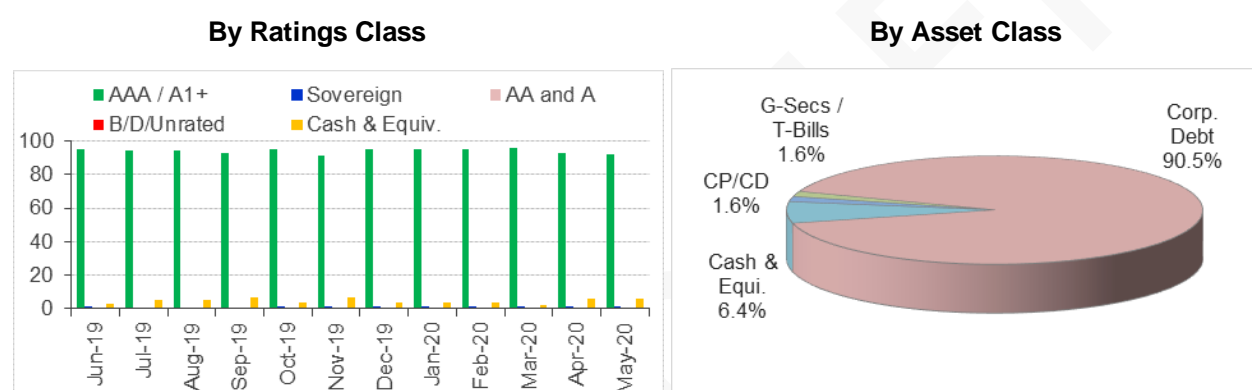 By Ratings Class
AAA / A1+ Sovereign AA and A
B/D/Unrated Cash & Equiv.
100
80
60
40
20
0
Jun-19
Jul-19
Aug-19
Sep-19
Oct-19
Nov-19
Dec-19
Jan-20
Feb-20
Mar-20
Apr-20
May-20
By Asset Class
G-Secs /
T-Bills
1.6%
Corp.
Debt
90.5%
CP/CD
1.6%
Cash &
Equi.
6.4%